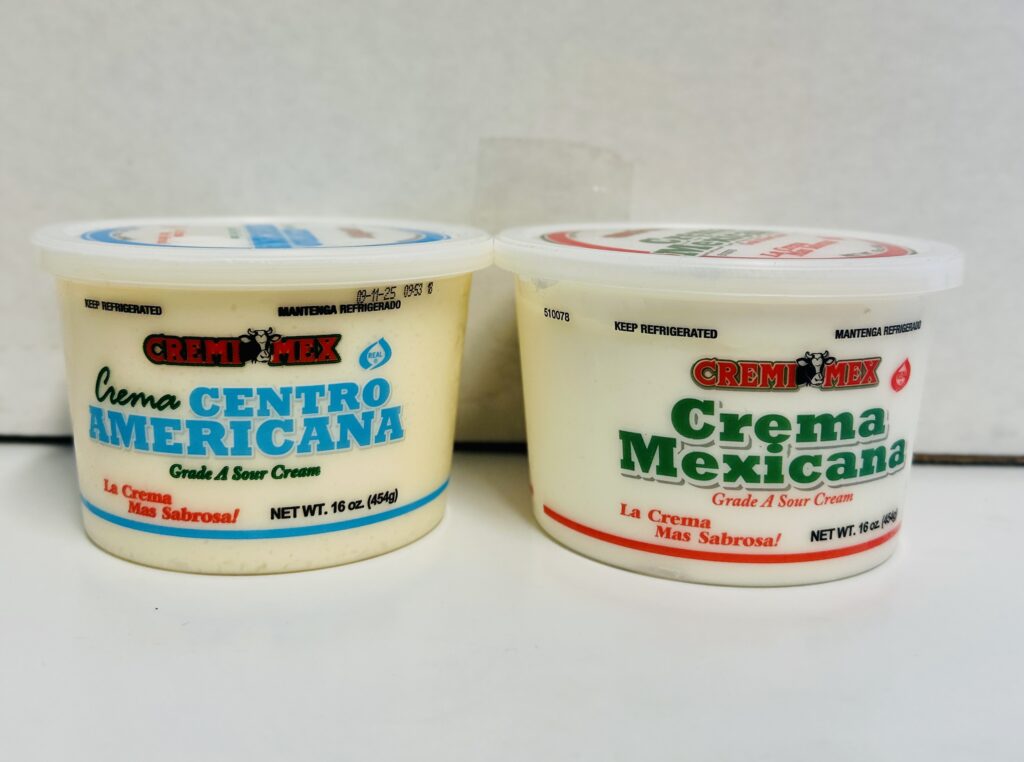 KEEP REFRIGERATED
MANTENGA REFRIGERADO
09-11-25 09:53
CREMI MEX
REAL
Crema CENTRO
AMERICANA
Grade A Sour Cream
La Crema
Mas Sabrosa!
NET WT. 16 oz. (454g)
510078
KEEP REFRIGERATED
MANTENGA REFRIGERADO
CREMI MEX
Crema
Mexicana
Grade A Sour Cream
La Crema
Mas Sabrosa!
NET WT. 16 oz. (454g)